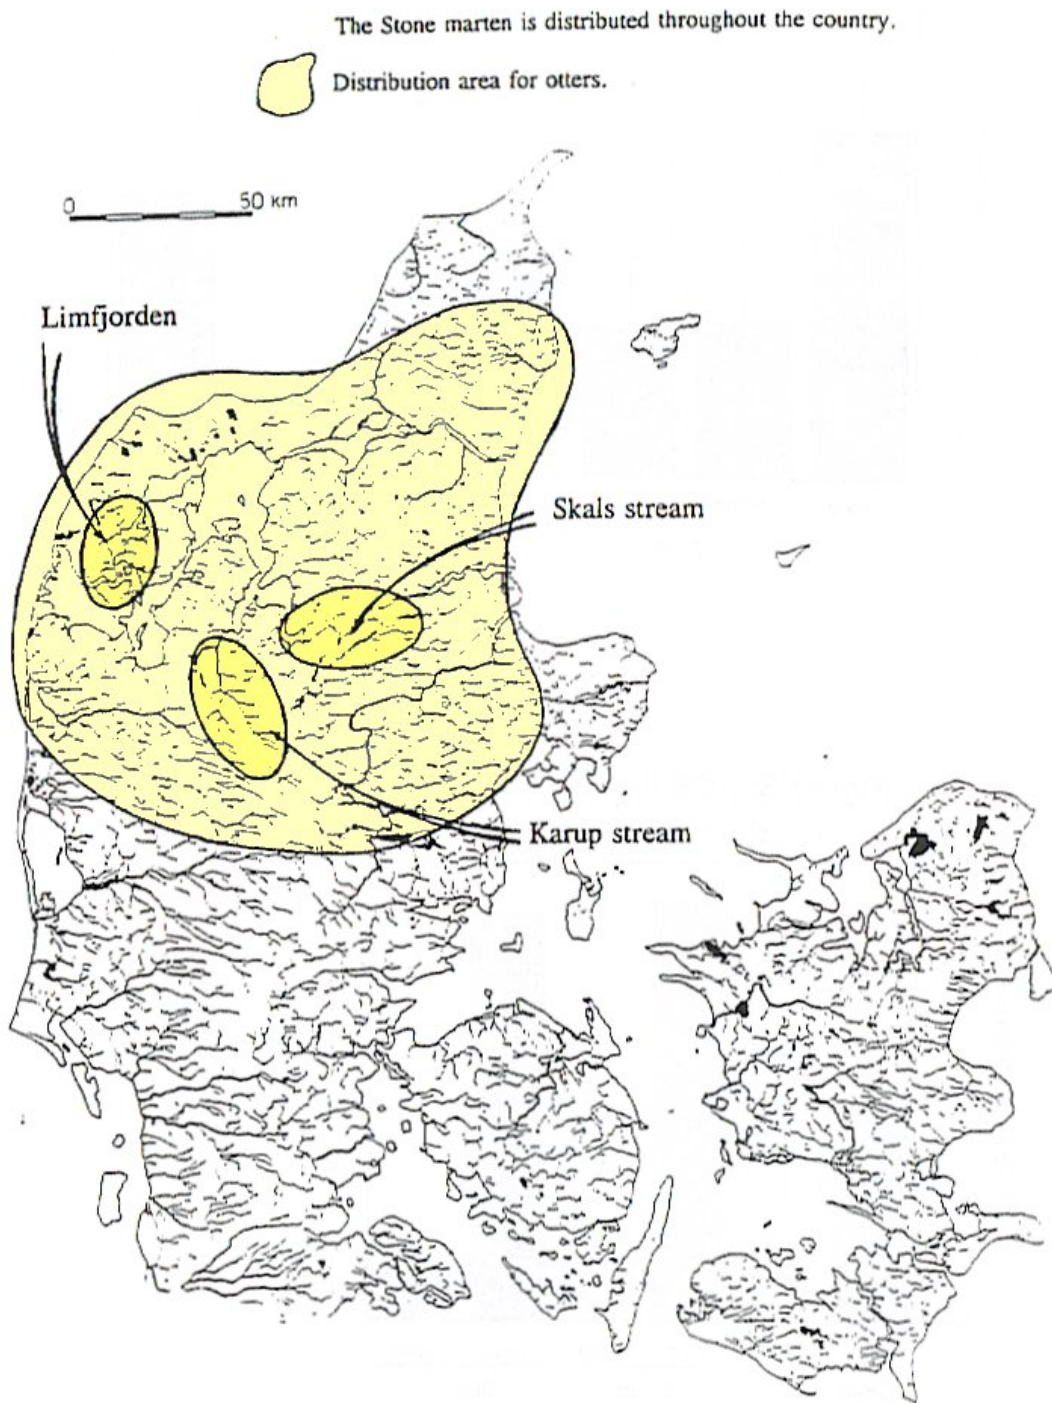 The Stone marten is distributed throughout the country.
Distribution area for otters.
0 50 KM
Limfjorden
Skals stream
Karup stream